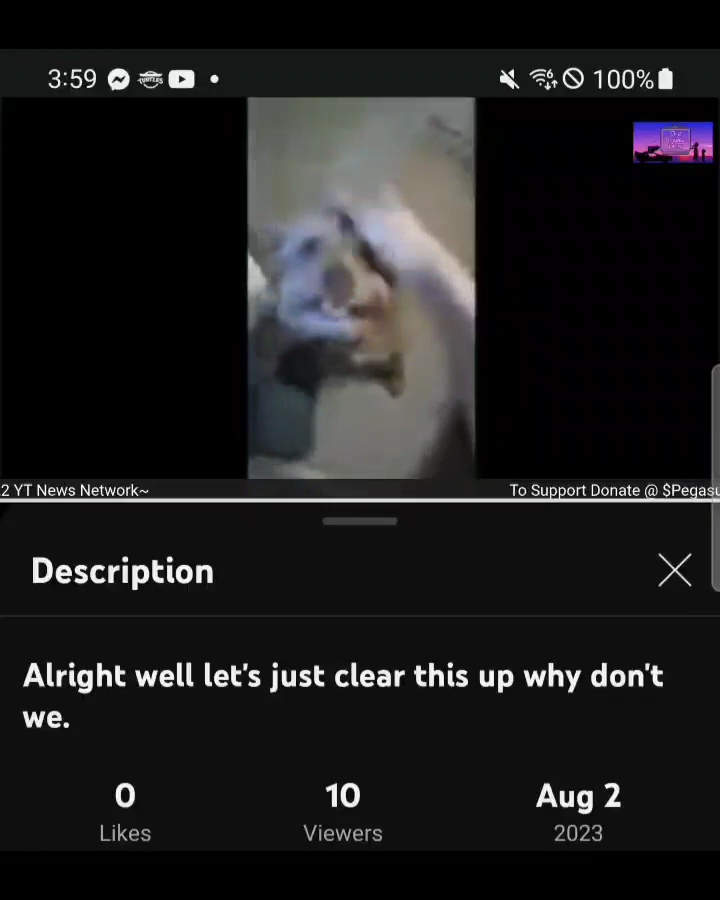 3:59
100%
2 YT News Network~
To Support Donate @ $Pegasu
Description
Alright well let's just clear this up why don't
we.
0
10
Aug 2
Likes
Viewers
2023